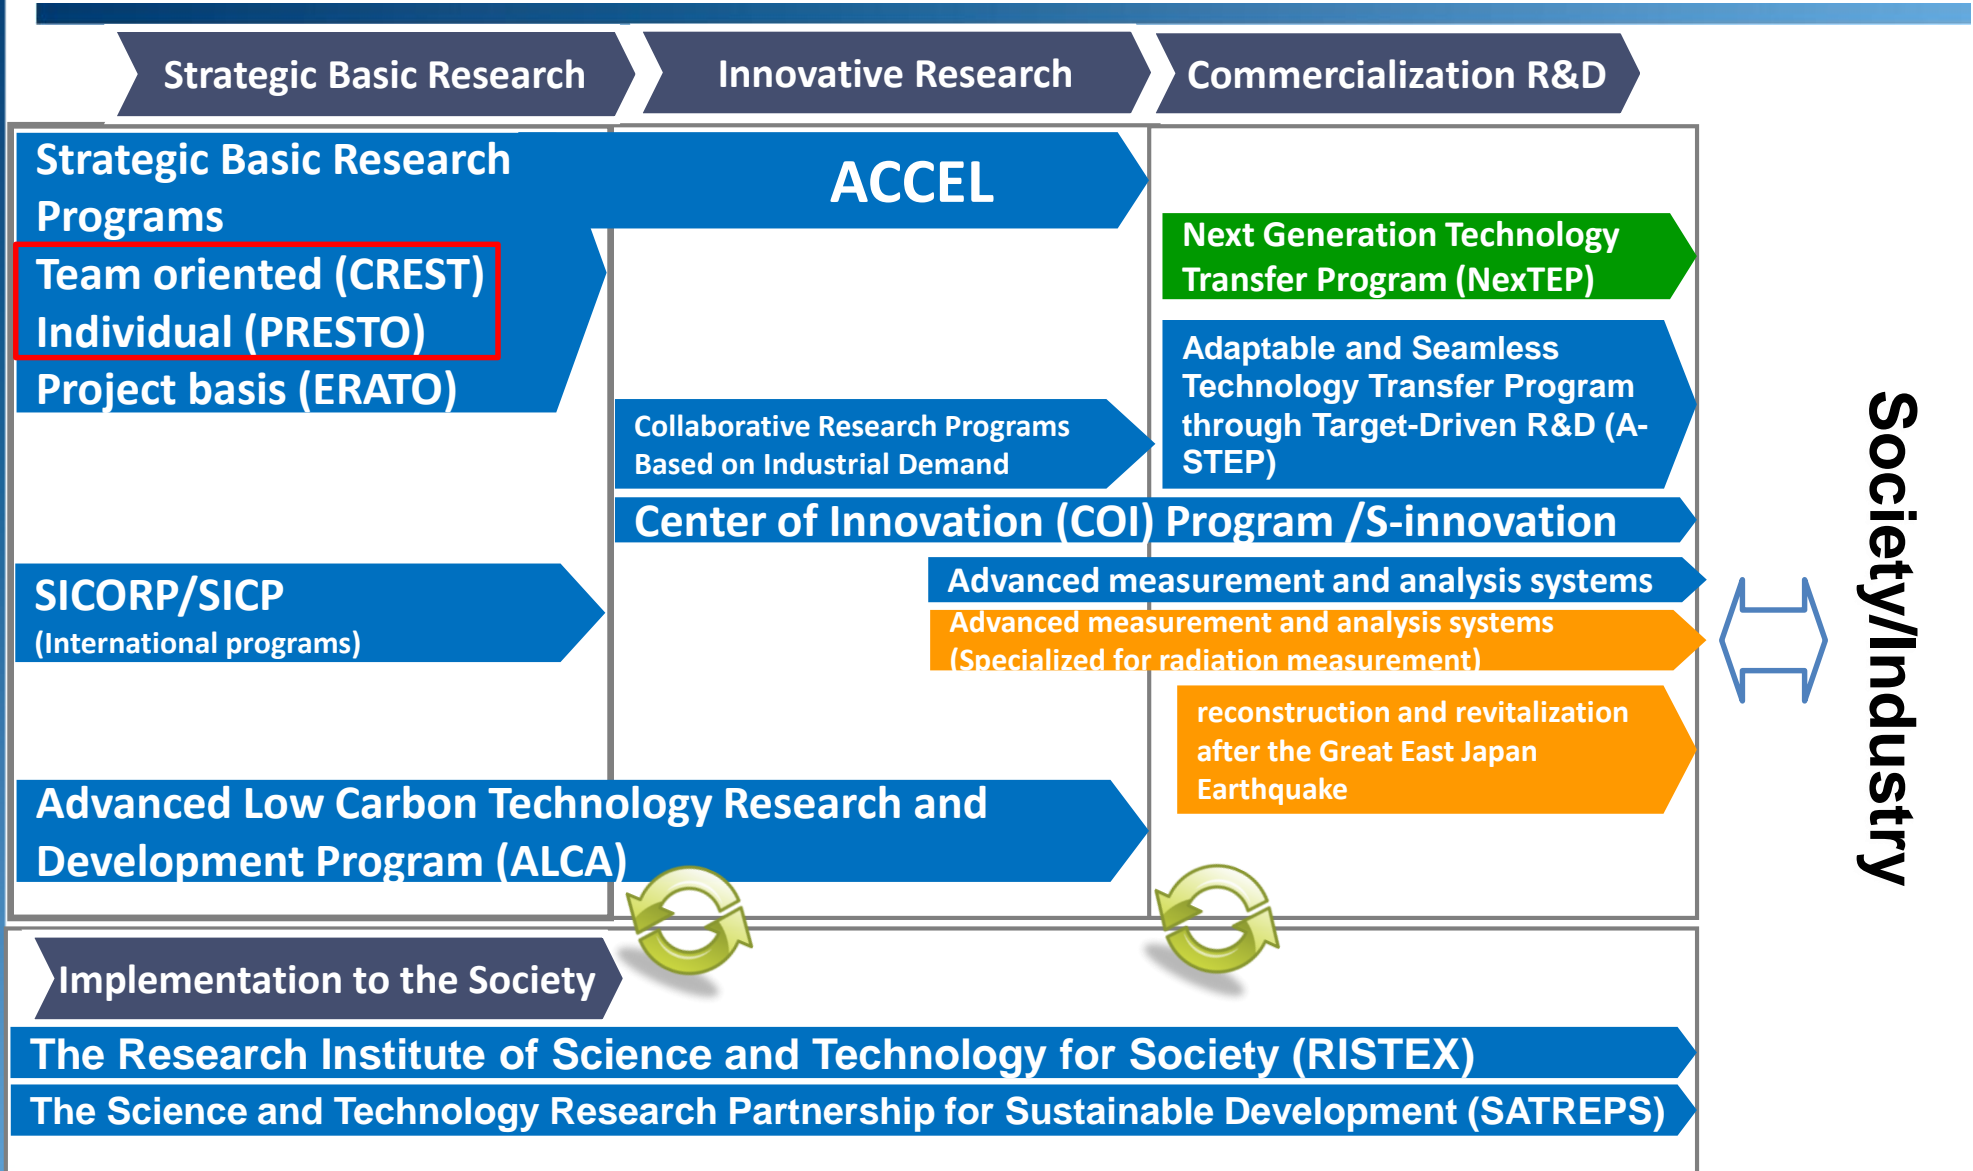 Strategic Basic Research
Innovative Research
Commercialization R&D
Strategic Basic Research
Programs
Team oriented (CREST)
Individual (PRESTO)
Project basis (ERATO)
ACCEL
Next Generation Technology
Transfer Program (NexTEP)
Adaptable and Seamless
Technology Transfer Program
through Target-Driven R&D (A-
STEP)
Collaborative Research Programs
Based on Industrial Demand
Center of Innovation (COI) Program /S-innovation
SICORP/SICP
(International programs)
Advanced measurement and analysis systems
Advanced measurement and analysis systems
(Specialized for radiation measurement)
reconstruction and revitalization
after the Great East Japan
Earthquake
Advanced Low Carbon Technology Research and
Development Program (ALCA)
Society/Industry
Implementation to the Society
The Research Institute of Science and Technology for Society (RISTEX)
The Science and Technology Research Partnership for Sustainable Development (SATREPS)